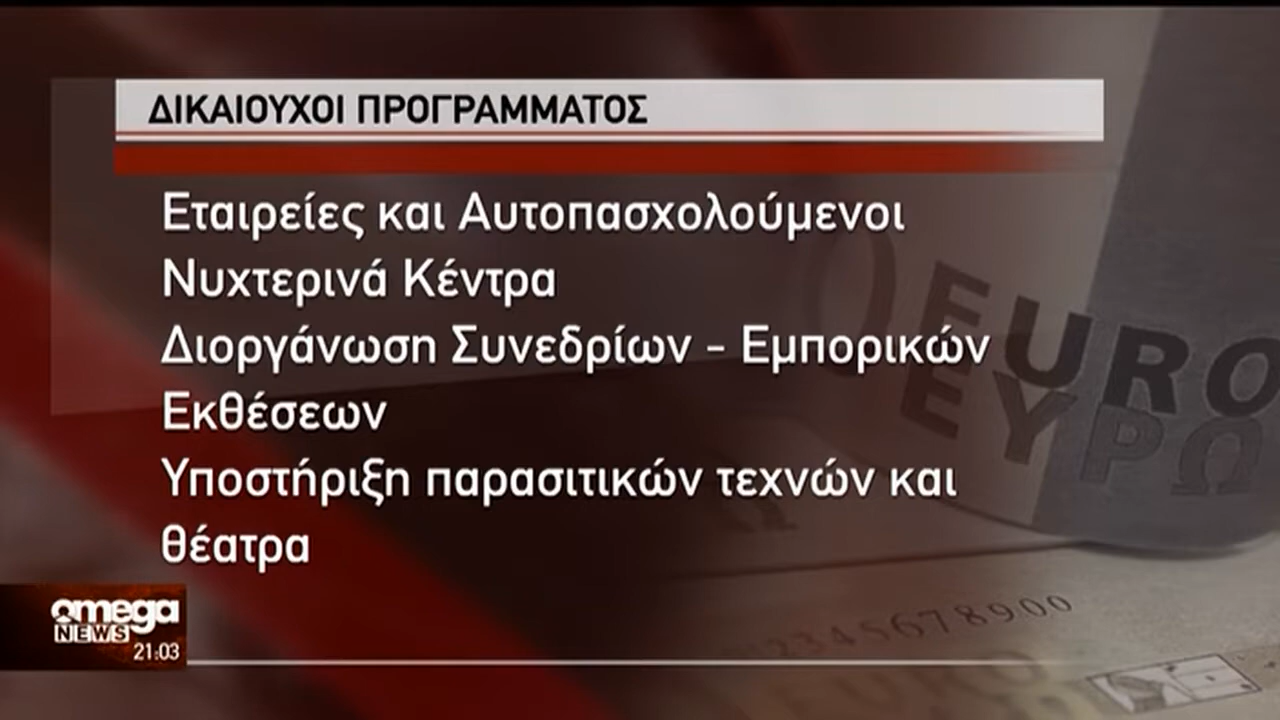 ΔΙΚΑΙΟΥΧΟΙ ΠΡΟΓΡΑΜΜΑΤΟΣ
Εταιρείες και Αυτοπασχολούμενοι
Νυχτερινά Κέντρα
Διοργάνωση Συνεδρίων - Εμπορικών
Εκθέσεων
Υποστήριξη παρασιτικών τεχνών και
θέατρα
EURO
ΕΥΡΩ
omega
NEWS
21:03